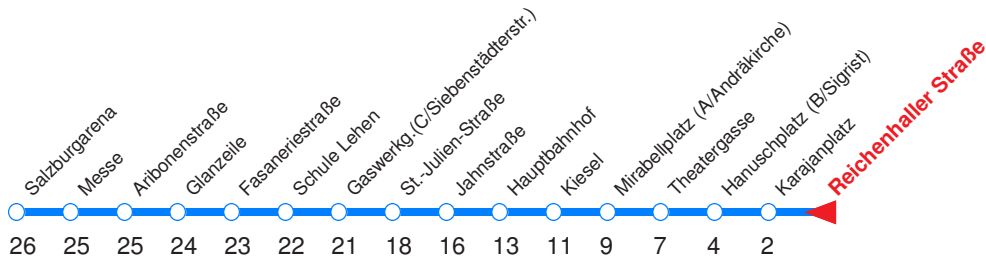 Salzburgarena
Messe
Aribonenstraße
Glanzeile
Fasaneriestraße
Schule Lehen
Gaswerkg.(C/Siebenstädterstr.)
St.-Julien-Straße
Jahnstraße
Hauptbahnhof
Kiesel
Mirabellplatz (A/Andräkirche)
Theatergasse
Hanuschplatz (B/Sigrist)
Karajanplatz
Reichenhaller Straße
26 25 25 24 23 22 21 18 16 13 11 9 7 4 2